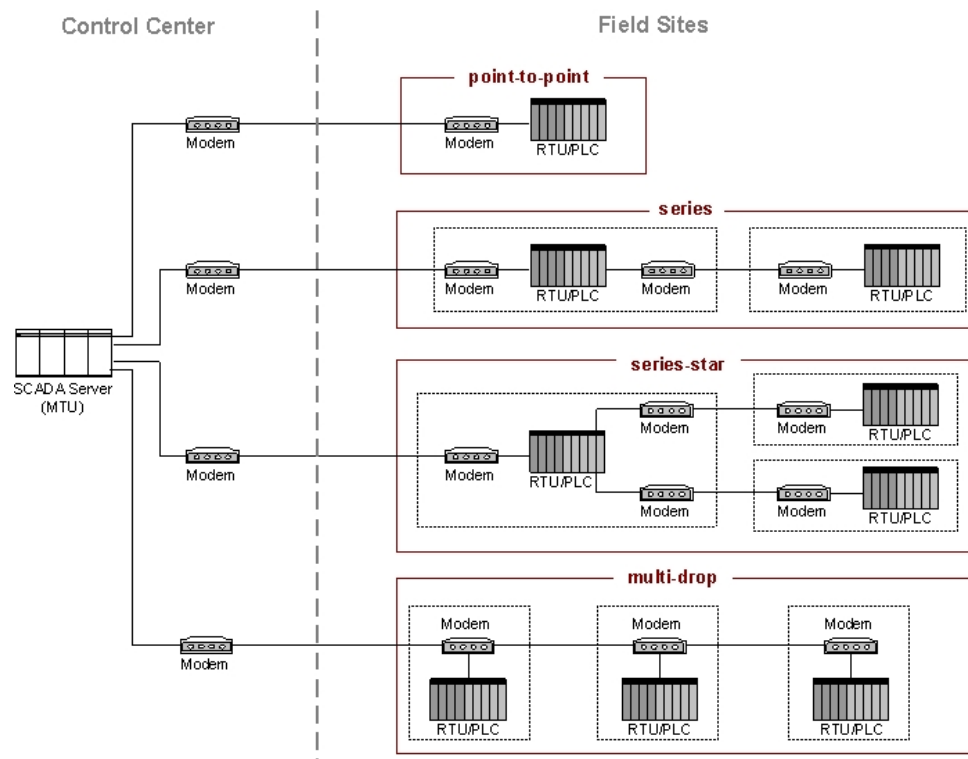 Control Center
Field Sites
point-to-point
Modem
Modem
RTU/PLC
series
Modem
Modem
RTU/PLC
Modem
Modem
RTU/PLC
SCADA Server
(MTU)
series-star
Modem
Modem
RTU/PLC
Modem
Modem
RTU/PLC
Modem
RTU/PLC
Modem
Modem
RTU/PLC
multi-drop
Modem
Modem
Modem
Modem
RTU/PLC
RTU/PLC
RTU/PLC